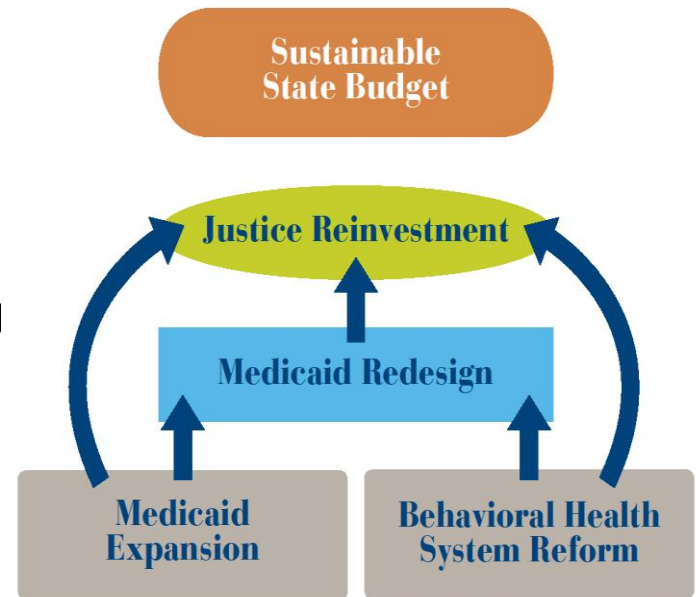 Sustainable
State Budget
Justice Reinvestment
Medicaid Redesign
Medicaid
Expansion
Behavioral Health
System Reform